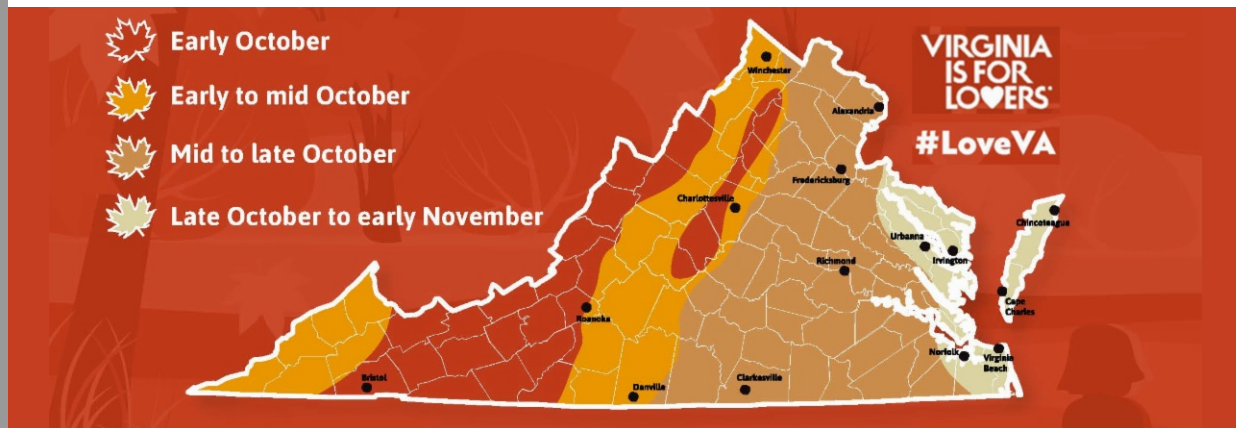 Early October
Early to mid October
Mid to late October
Late October to early November
VIRGINIA
IS FOR
LOVERS
#LoveVA
Winchester
Alexandria
Fredericksburg
Charlottesville
Chincoteague
Urbanna
Irvington
Richmond
Cape
Charles
Roanoke
Norfolk
Virginia
Beach
Bristol
Danville
Clarkesville